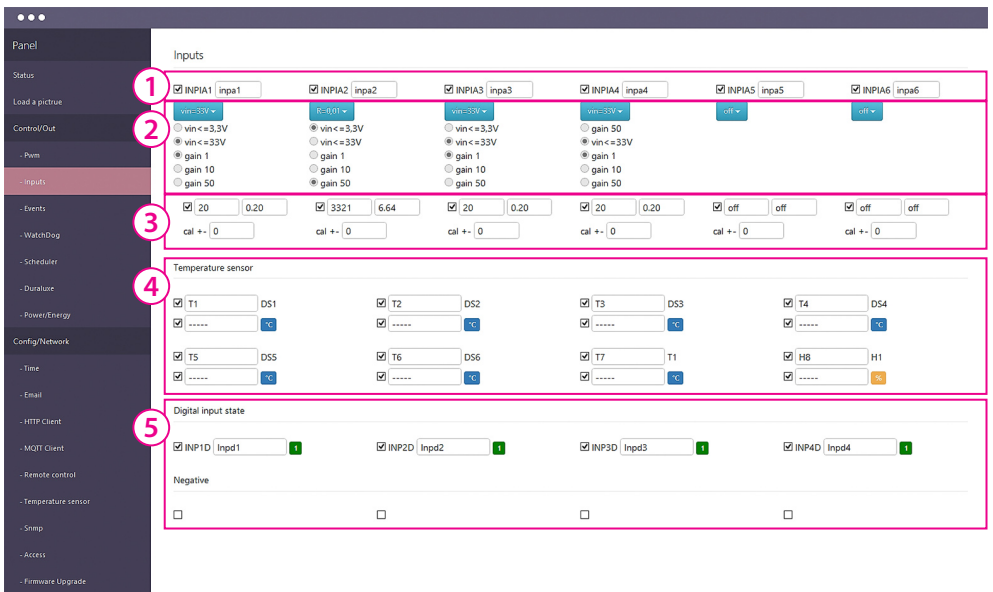 Panel
Status
Load a pictrue
Control/Out
- Pwm
- Inputs
- Events
- WatchDog
- Scheduler
- Duraluxe
- Power/Energy
Config/Network
- Time
- Email
- HTTP Client
- MQTT Client
- Remote control
- Temperature sensor
- Snmp
- Access
- Firmware Upgrade
Inputs
1
INPIA1 inpa1 INPIA2 inpa2 INPIA3 inpa3 INPIA4 inpa4 INPIA5 inpa5 INPIA6 inpa6
2
vin=33V R=0,01 vin=33V vin=33V off off
vin<=3,3V vin<=3,3V vin<=3,3V gain 50
vin<=33V vin<=33V vin<=33V vin<=33V
gain 1 gain 1 gain 1 gain 1
gain 10 gain 10 gain 10 gain 10
gain 50 gain 50 gain 50 gain 50
3
20 0.20 3321 6.64 20 0.20 20 0.20 off off off off
cal +- 0 cal +- 0 cal +- 0 cal +- 0 cal +- 0 cal +- 0
4
Temperature sensor
T1 DS1 T2 DS2 T3 DS3 T4 DS4
----- °C ----- °C ----- °C ----- °C
T5 DS5 T6 DS6 T7 T1 H8 H1
----- °C ----- °C ----- °C ----- %
5
Digital input state
INP1D Inpd1 1 INP2D Inpd2 1 INP3D Inpd3 1 INP4D Inpd4 1
Negative